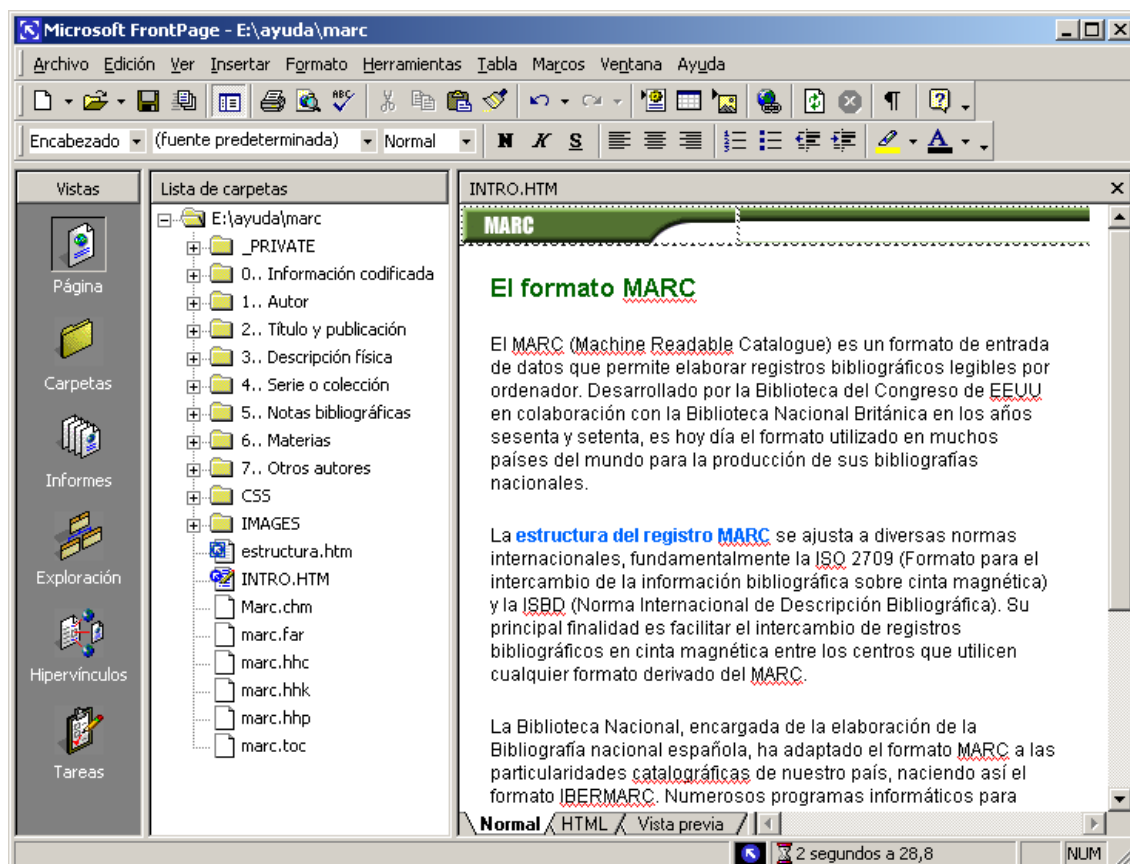 Microsoft FrontPage - E:\ayuda\marc
Archivo Edición Ver Insertar Formato Herramientas Tabla Marcos Ventana Ayuda
ABC
Encabezado (fuente predeterminada) Normal N K S A
Vistas
Página
Carpetas
Informes
Exploración
Hipervínculos
Tareas
Lista de carpetas
E:\ayuda\marc
_PRIVATE
0.. Información codificada
1.. Autor
2.. Título y publicación
3.. Descripción física
4.. Serie o colección
5.. Notas bibliográficas
6.. Materias
7.. Otros autores
CSS
IMAGES
estructura.htm
INTRO.HTM
Marc.chm
marc.far
marc.hhc
marc.hhk
marc.hhp
marc.toc
INTRO.HTM
MARC
El formato MARC
El MARC (Machine Readable Catalogue) es un formato de entrada
de datos que permite elaborar registros bibliográficos legibles por
ordenador. Desarrollado por la Biblioteca del Congreso de EEUU
en colaboración con la Biblioteca Nacional Británica en los años
sesenta y setenta, es hoy día el formato utilizado en muchos
países del mundo para la producción de sus bibliografías
nacionales.
La estructura del registro MARC se ajusta a diversas normas
internacionales, fundamentalmente la ISO 2709 (Formato para el
intercambio de la información bibliográfica sobre cinta magnética)
y la ISBD (Norma Internacional de Descripción Bibliográfica). Su
principal finalidad es facilitar el intercambio de registros
bibliográficos en cinta magnética entre los centros que utilicen
cualquier formato derivado del MARC.
La Biblioteca Nacional, encargada de la elaboración de la
Bibliografía nacional española, ha adaptado el formato MARC a las
particularidades catalográficas de nuestro país, naciendo así el
formato IBERMARC. Numerosos programas informáticos para
Normal HTML Vista previa
2 segundos a 28,8 NUM